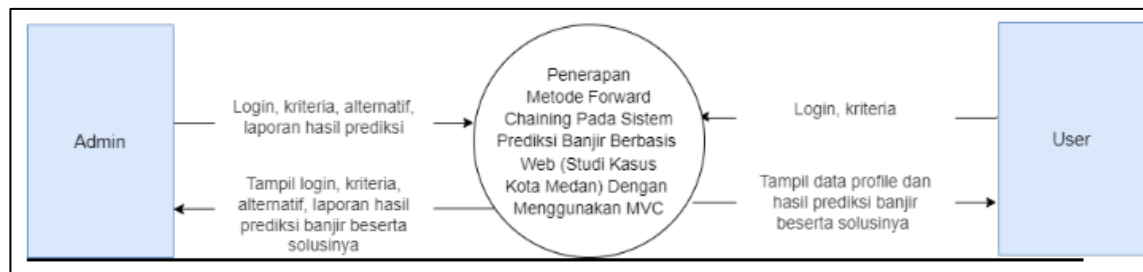 Admin
Login, kriteria, alternatif,
laporan hasil prediksi
Tampil login, kriteria,
alternatif, laporan hasil
prediksi banjir beserta
solusinya
Penerapan
Metode Forward
Chaining Pada Sistem
Prediksi Banjir Berbasis
Web (Studi Kasus
Kota Medan) Dengan
Menggunakan MVC
Login, kriteria
Tampil data profile dan
hasil prediksi banjir
beserta solusinya
User